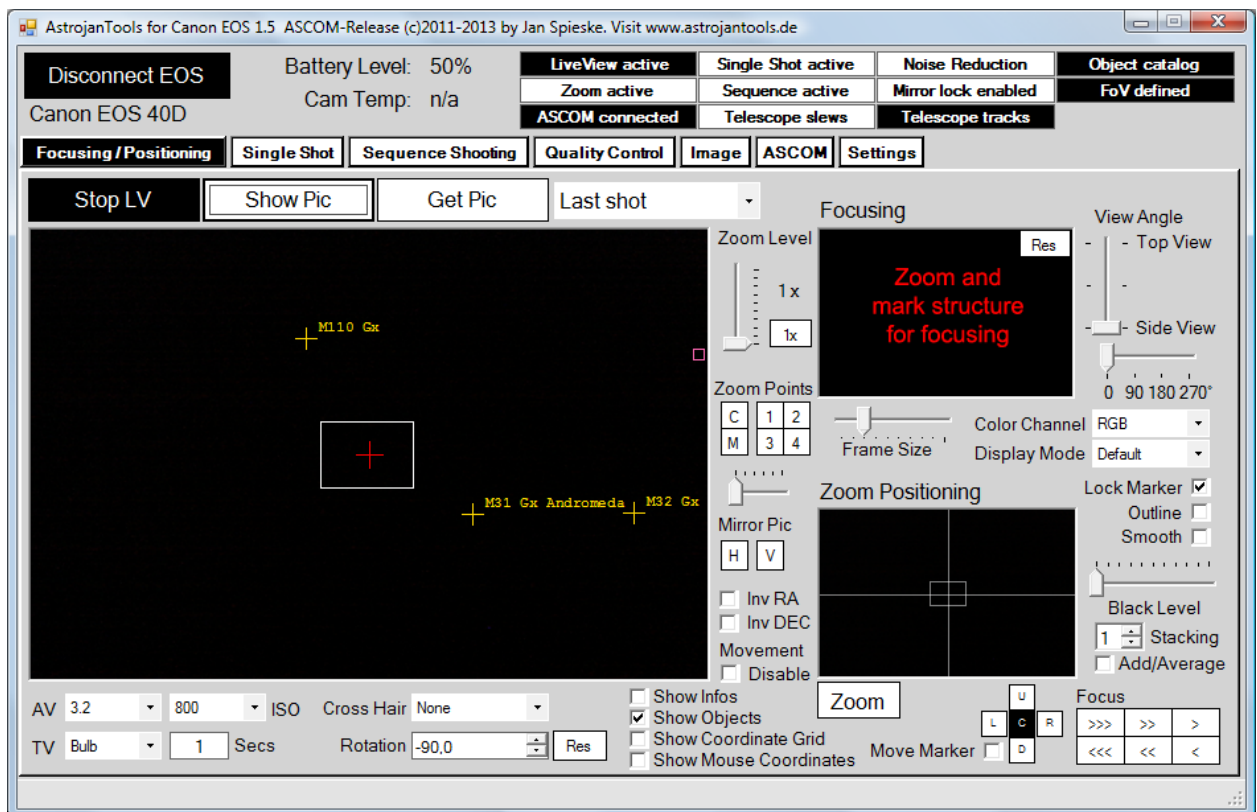 AstrojanTools for Canon EOS 1.5 ASCOM-Release (c)2011-2013 by Jan Spieske. Visit www.astrojantools.de
Disconnect EOS
Canon EOS 40D
Battery Level: 50%
Cam Temp: n/a
LiveView active Single Shot active Noise Reduction Object catalog
Zoom active Sequence active Mirror lock enabled FoV defined
ASCOM connected Telescope slews Telescope tracks
Focusing / Positioning Single Shot Sequence Shooting Quality Control Image ASCOM Settings
Stop LV Show Pic Get Pic Last shot
M110 Gx
M31 Gx Andromeda M32 Gx
Zoom Level
1 x
1x
Zoom Points
C 1 2
M 3 4
Mirror Pic
H V
Inv RA
Inv DEC
Movement
Disable
Focusing
Res
Zoom and
mark structure
for focusing
View Angle
- - Top View
- -
- - Side View
0 90 180 270°
Frame Size
Color Channel RGB
Display Mode Default
Zoom Positioning
Lock Marker
Outline
Smooth
Black Level
1 Stacking
Add/Average
AV 3.2 800 ISO Cross Hair None
TV Bulb 1 Secs Rotation -90,0 Res
Show Infos
Show Objects
Show Coordinate Grid
Show Mouse Coordinates
Zoom
Move Marker
U
L C R
D
Focus
>>> >> >
<<< << <